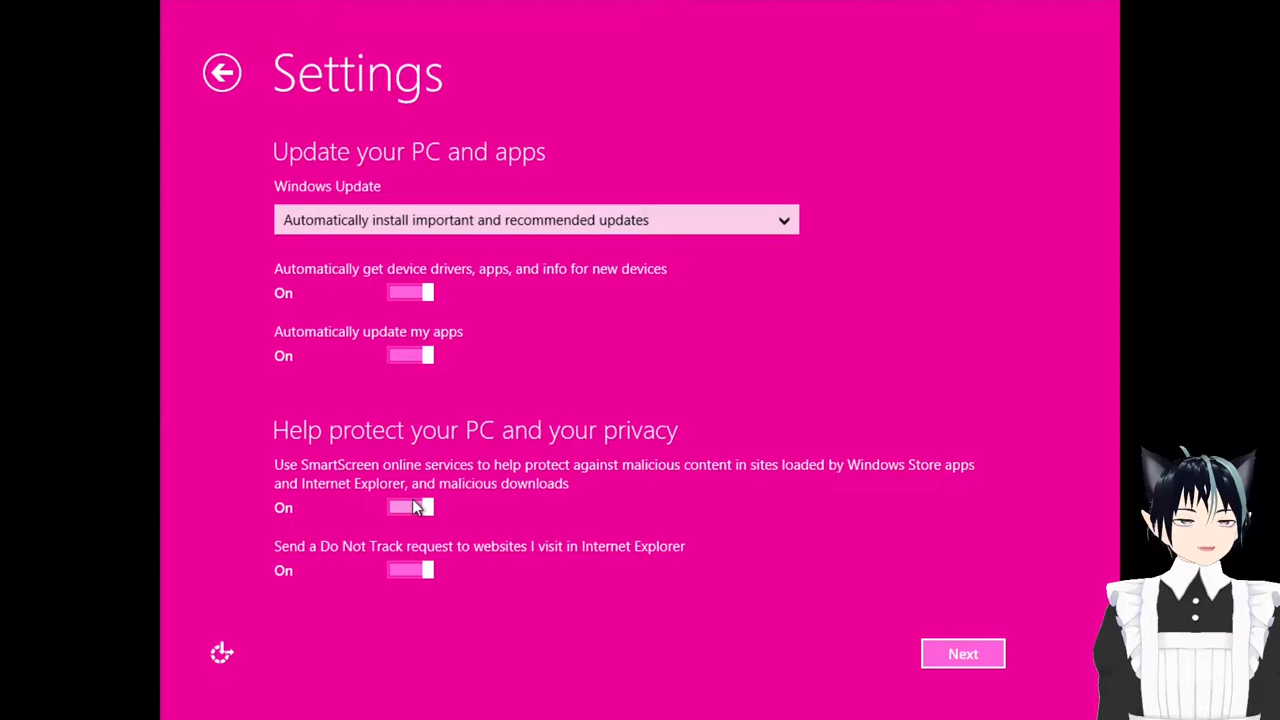 Settings
Update your PC and apps
Windows Update
Automatically install important and recommended updates
Automatically get device drivers, apps, and info for new devices
On
Automatically update my apps
On
Help protect your PC and your privacy
Use SmartScreen online services to help protect against malicious content in sites loaded by Windows Store apps
and Internet Explorer, and malicious downloads
On
Send a Do Not Track request to websites I visit in Internet Explorer
On
Next